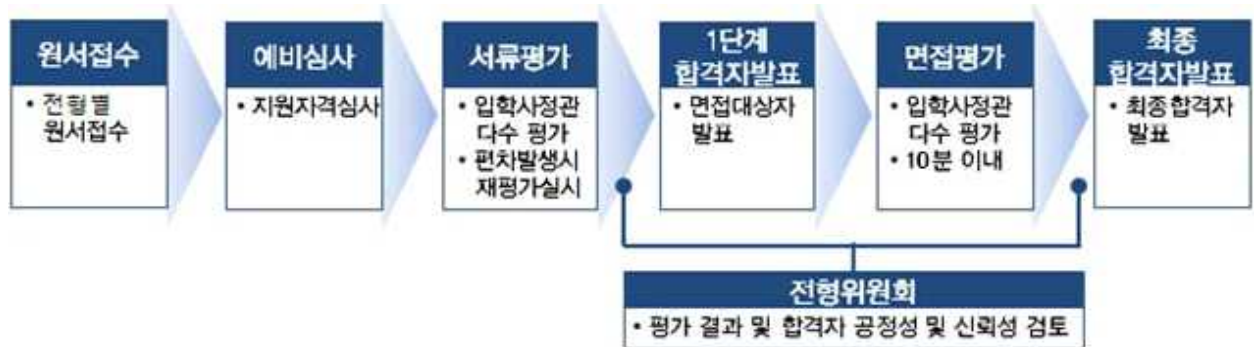 원서접수
• 전형별
원서접수
예비심사
• 지원자격심사
서류평가
• 입학사정관
다수 평가
• 편차발생시
재평가실시
1단계
합격자발표
• 면접대상자
발표
면접평가
• 입학사정관
다수 평가
• 10분 이내
최종
합격자발표
• 최종합격자
발표
전형위원회
• 평가 결과 및 합격자 공정성 및 신뢰성 검토